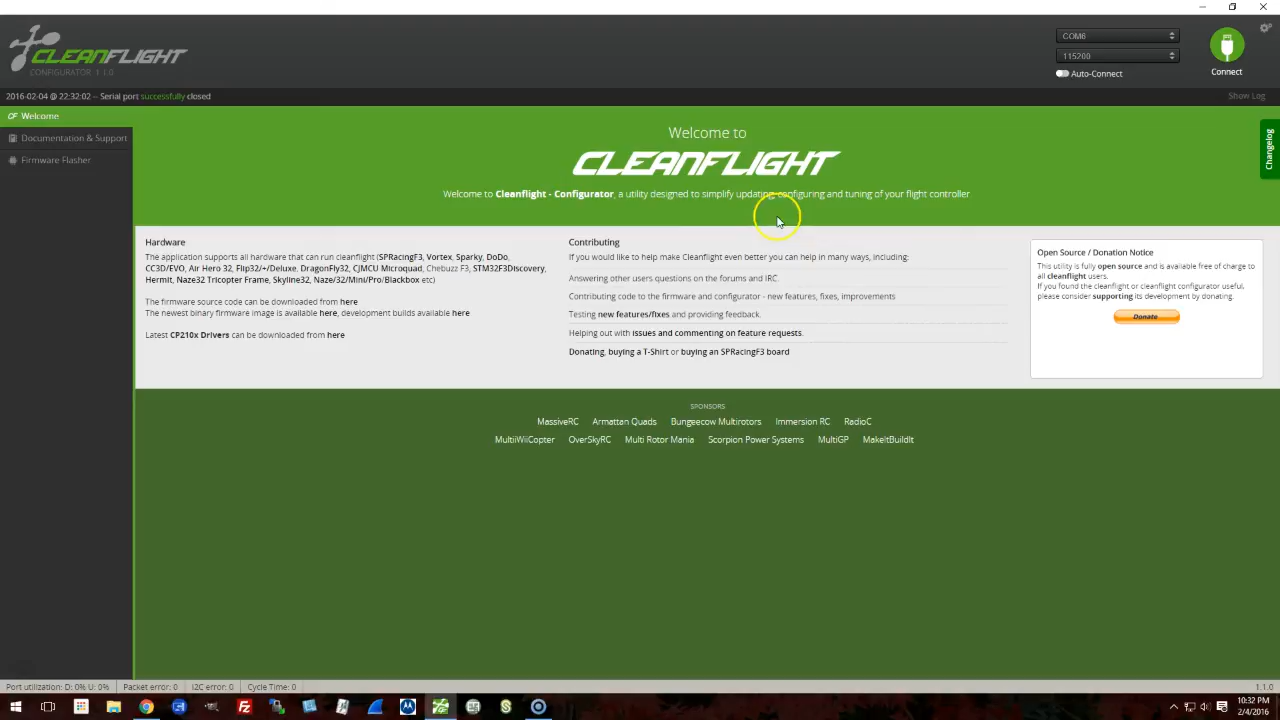 CLEANFLIGHT
CONFIGURATOR 1.1.0
COM6
115200
Auto-Connect
Connect
2016-02-04 @ 22:32:02 -- Serial port successfully closed
Show Log
Welcome
Documentation & Support
Firmware Flasher
Changelog
Welcome to
CLEANFLIGHT
Welcome to Cleanflight - Configurator, a utility designed to simplify updating, configuring and tuning of your flight controller
Hardware
The application supports all hardware that can run cleanflight (SPRacingF3, Vortex, Sparky, DoDo,
CC3D/EVO, Air Hero 32, Flip32/+/Deluxe, DragonFly32, CJMCU Microquad, Chebuzz F3, STM32F3Discovery,
Hermit, Naze32 Tricopter Frame, Skyline32, Naze/32/Mini/Pro/Blackbox etc)
The firmware source code can be downloaded from here
The newest binary firmware image is available here, development builds available here
Latest CP210x Drivers can be downloaded from here
Contributing
If you would like to help make Cleanflight even better you can help in many ways, including:
Answering other users questions on the forums and IRC.
Contributing code to the firmware and configurator - new features, fixes, improvements
Testing new features/fixes and providing feedback.
Helping out with issues and commenting on feature requests.
Donating, buying a T-Shirt or buying an SPRacingF3 board
Open Source / Donation Notice
This utility is fully open source and is available free of charge to
all cleanflight users.
If you found the cleanflight or cleanflight configurator useful,
please consider supporting its development by donating.
Donate
SPONSORS
MassiveRC Armattan Quads Bungeecow Multirotors Immersion RC RadioC
MultiWiiCopter OverSkyRC Multi Rotor Mania Scorpion Power Systems MultiGP MakeItBuildIt
Port utilization: D: 0% U: 0% Packet error: 0 I2C error: 0 Cycle Time: 0
1.1.0
10:32 PM
2/4/2016